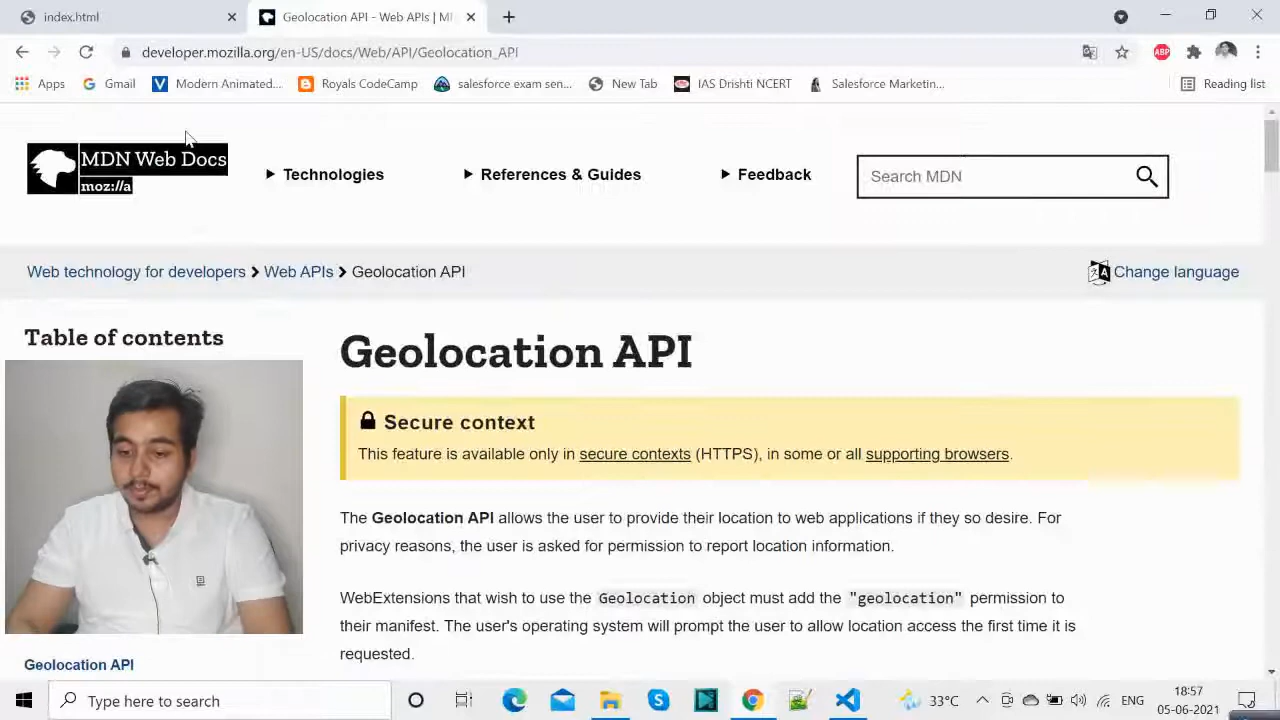 index.html
Geolocation API - Web APIs | M
developer.mozilla.org/en-US/docs/Web/API/Geolocation_API
ABP
Apps
Gmail
Modern Animated...
Royals CodeCamp
salesforce exam sen...
New Tab
IAS Drishti NCERT
Salesforce Marketin...
Reading list
MDN Web Docs
moz://a
Technologies
References & Guides
Feedback
Search MDN
Web technology for developers
Web APIs
Geolocation API
Change language
Table of contents
Geolocation API
Secure context
This feature is available only in secure contexts (HTTPS), in some or all supporting browsers.
The Geolocation API allows the user to provide their location to web applications if they so desire. For
privacy reasons, the user is asked for permission to report location information.
WebExtensions that wish to use the Geolocation object must add the "geolocation" permission to
their manifest. The user's operating system will prompt the user to allow location access the first time it is
requested.
Geolocation API
Type here to search
33°C
ENG
18:57
05-06-2021